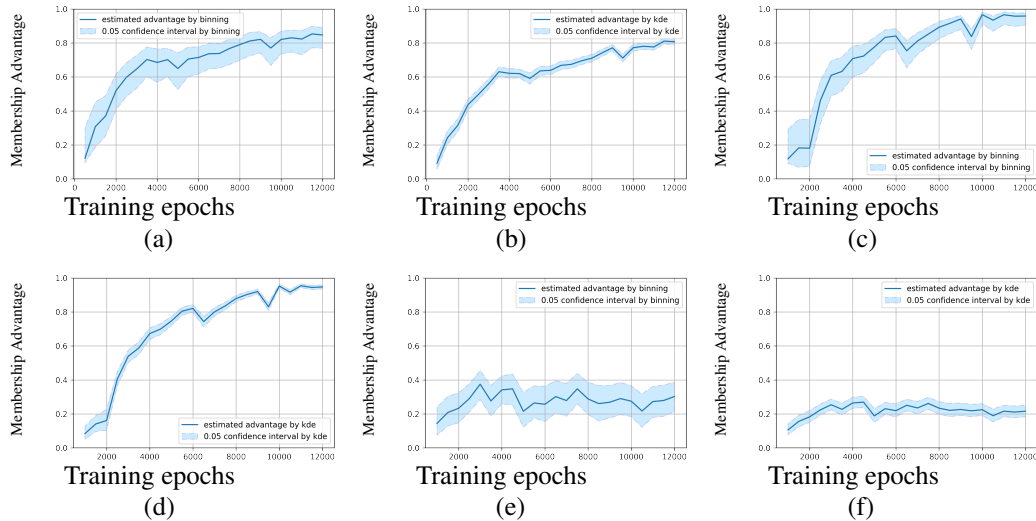 1.0
0.8
0.6
0.4
0.2
0.0
Membership Advantage
estimated advantage by binning
0.05 confidence interval by binning
0 2000 4000 6000 8000 10000 12000
Training epochs
(a)
1.0
0.8
0.6
0.4
0.2
0.0
Membership Advantage
estimated advantage by kde
0.05 confidence interval by kde
0 2000 4000 6000 8000 10000 12000
Training epochs
(b)
1.0
0.8
0.6
0.4
0.2
0.0
Membership Advantage
estimated advantage by binning
0.05 confidence interval by binning
2000 4000 6000 8000 10000 12000
Training epochs
(c)
1.0
0.8
0.6
0.4
0.2
0.0
Membership Advantage
estimated advantage by kde
0.05 confidence interval by kde
2000 4000 6000 8000 10000 12000
Training epochs
(d)
1.0
0.8
0.6
0.4
0.2
0.0
Membership Advantage
estimated advantage by binning
0.05 confidence interval by binning
2000 4000 6000 8000 10000 12000
Training epochs
(e)
1.0
0.8
0.6
0.4
0.2
0.0
Membership Advantage
estimated advantage by kde
0.05 confidence interval by kde
2000 4000 6000 8000 10000 12000
Training epochs
(f)